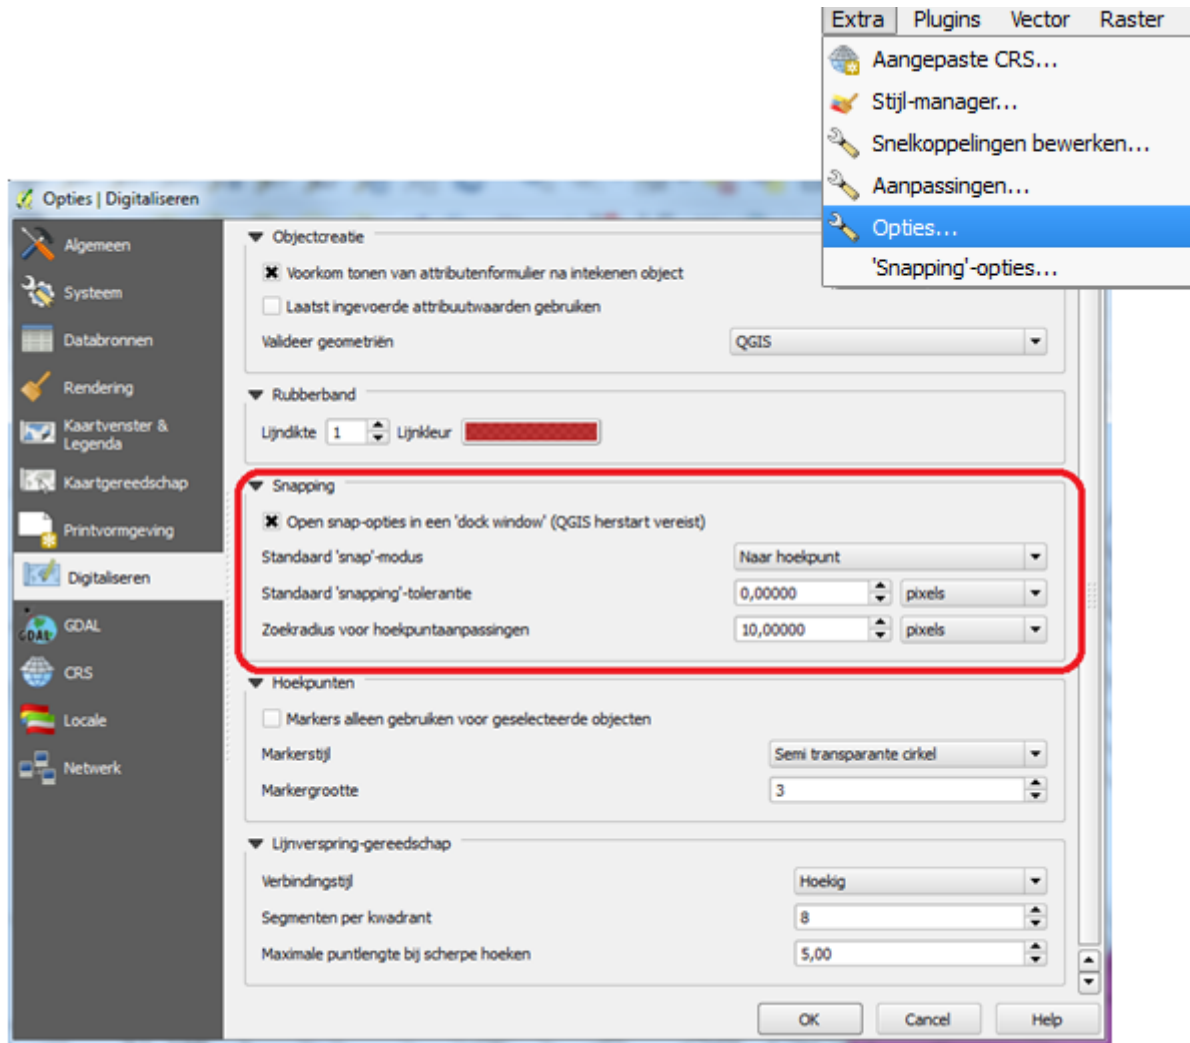 Extra Plugins Vector Raster
Aangepaste CRS...
Stijl-manager...
Snelkoppelingen bewerken...
Aanpassingen...
Opties...
'Snapping'-opties...
Opties | Digitaliseren
Algemeen
Systeem
Databronnen
Rendering
Kaartvenster &
Legenda
Kaartgereedschap
Printvormgeving
Digitaliseren
GDAL
GDAL
CRS
Locale
Netwerk
Objectcreatie
Voorkom tonen van attributenformulier na intekenen object
Laatst ingevoerde attribuutwaarden gebruiken
Valideer geometriën QGIS
Rubberband
Lijndikte 1 Lijnkleur
Snapping
Open snap-opties in een 'dock window' (QGIS herstart vereist)
Standaard 'snap'-modus Naar hoekpunt
Standaard 'snapping'-tolerantie 0,00000 pixels
Zoekradius voor hoekpuntaanpassingen 10,00000 pixels
Hoekpunten
Markers alleen gebruiken voor geselecteerde objecten
Markerstijl Semi transparante cirkel
Markergrootte 3
Lijnverspring-gereedschap
Verbindingstijl Hoekig
Segmenten per kwadrant 8
Maximale puntlengte bij scherpe hoeken 5,00
OK Cancel Help